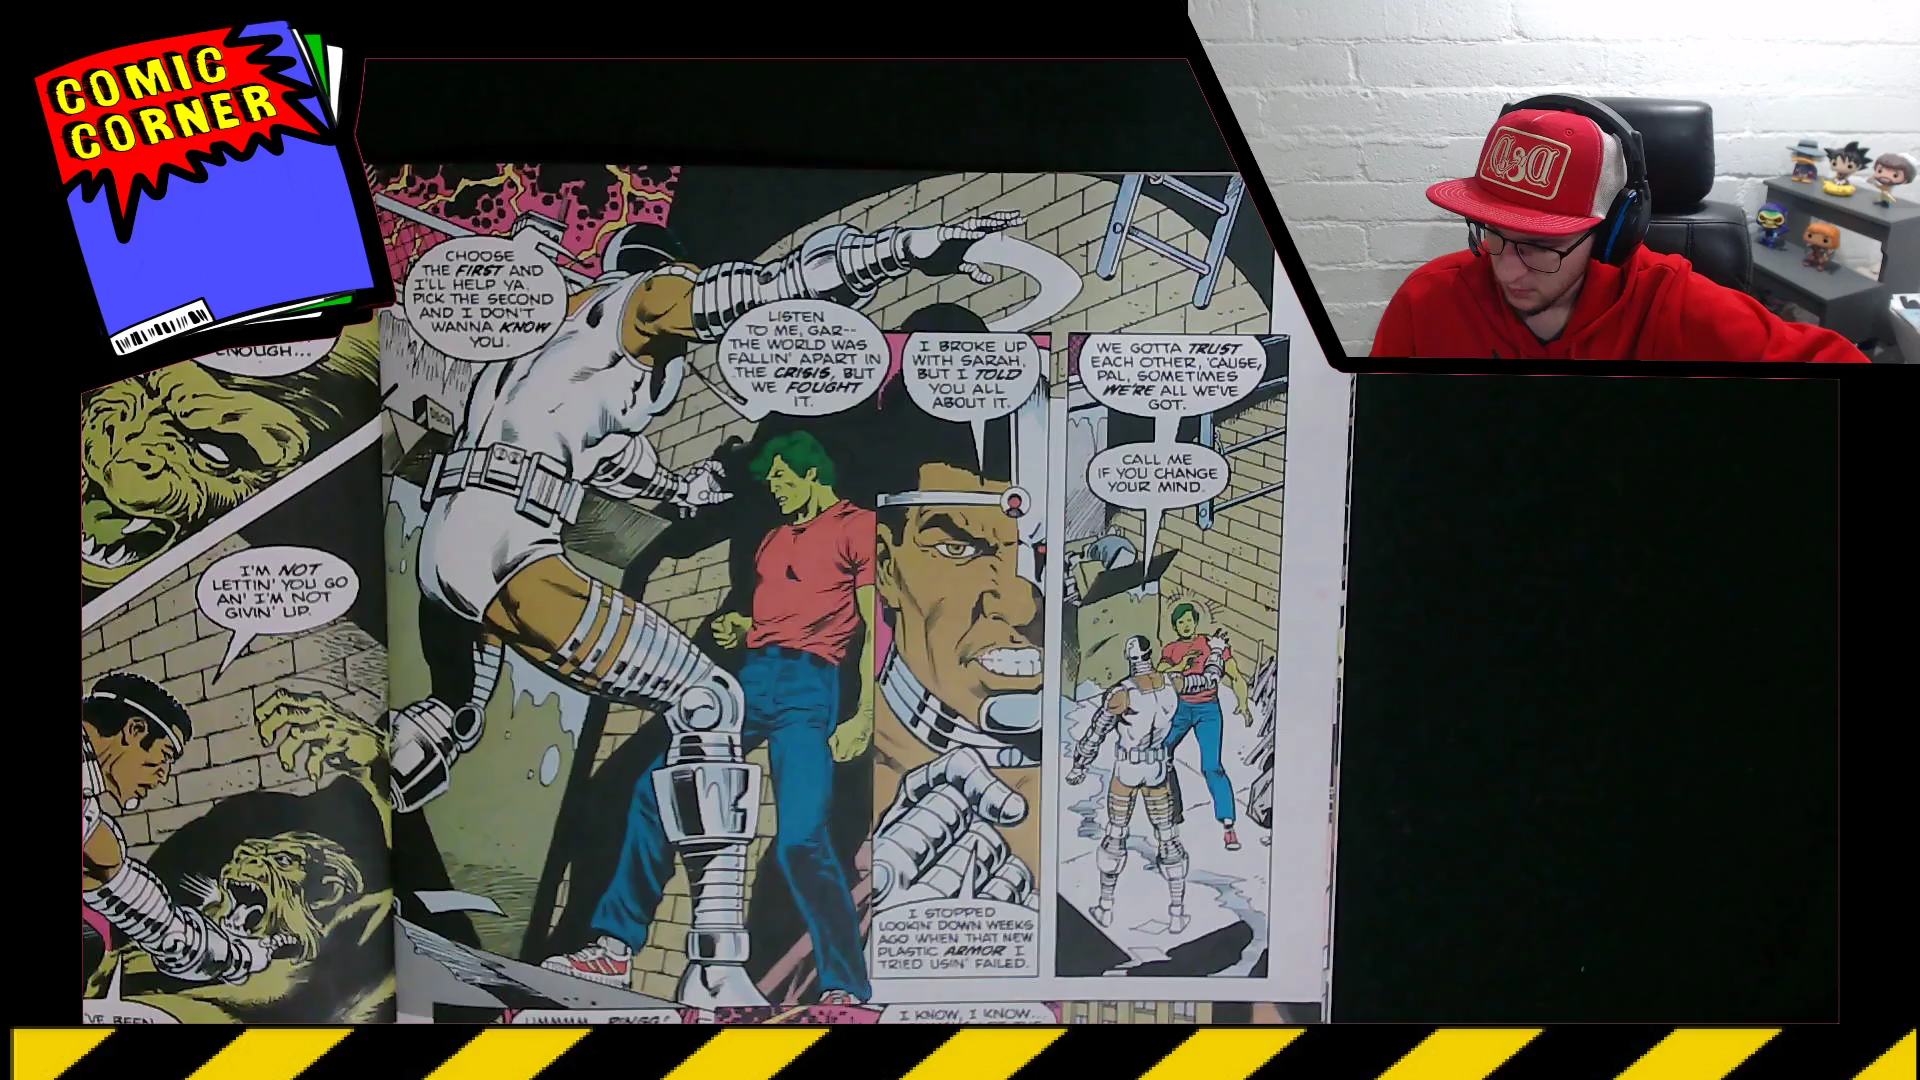 COMIC
CORNER
ENOUGH...
I'M NOT
LETTIN' YOU GO
AN' I'M NOT
GIVIN' UP.
'VE BEEN
CHOOSE
THE FIRST AND
I'LL HELP YA.
PICK THE SECOND
AND I DON'T
WANNA KNOW
YOU.
LISTEN
TO ME, GAR--
THE WORLD WAS
FALLIN' APART IN
THE CRISIS, BUT
WE FOUGHT
IT.
I BROKE UP
WITH SARAH,
BUT I TOLD
YOU ALL
ABOUT IT.
I STOPPED
LOOKIN' DOWN WEEKS
AGO WHEN THAT NEW
PLASTIC ARMOR I
TRIED USIN' FAILED.
WE GOTTA TRUST
EACH OTHER, 'CAUSE,
PAL, SOMETIMES
WE'RE ALL WE'VE
GOT.
CALL ME
IF YOU CHANGE
YOUR MIND.
UMMMM...
I KNOW, I KNOW...